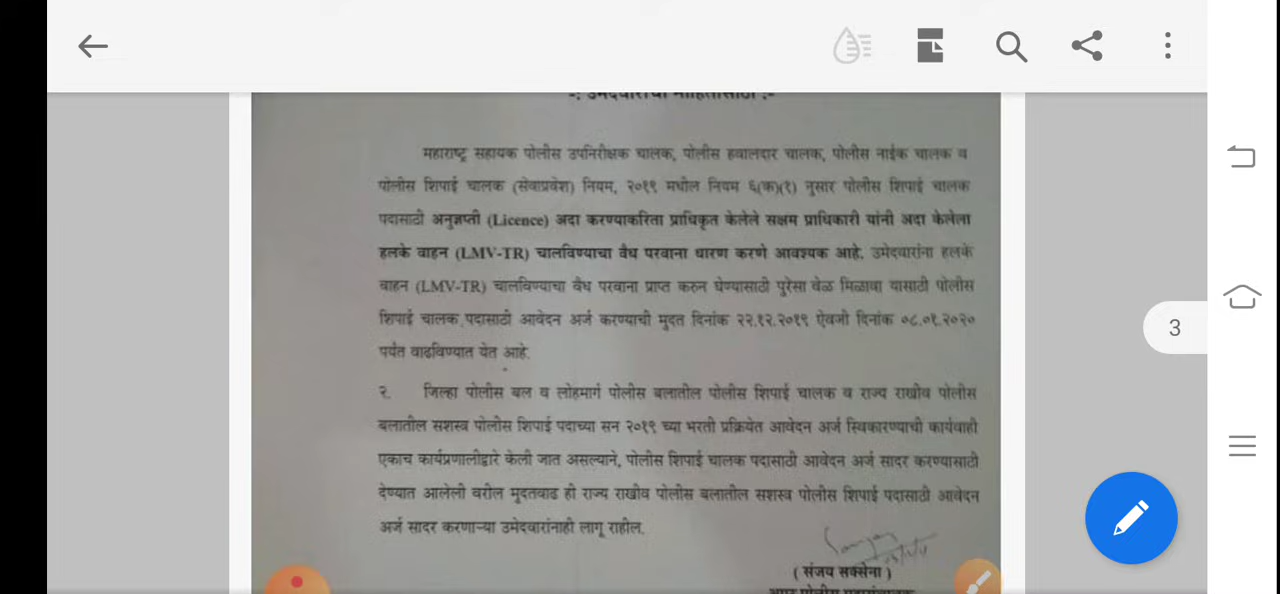 -: उमेदवारांचा माहितीसाठी :-
महाराष्ट्र सहायक पोलीस उपनिरीक्षक चालक, पोलीस हवालदार चालक, पोलीस नाईक चालक व
पोलीस शिपाई चालक (सेवाप्रवेश) नियम, २०१९ मधील नियम ६(क)(१) नुसार पोलीस शिपाई चालक
पदासाठी अनुज्ञप्ती (Licence) अदा करण्याकरिता प्राधिकृत केलेले सक्षम प्राधिकारी यांनी अदा केलेला
हलके वाहन (LMV-TR) चालविण्याचा वैध परवाना धारण करणे आवश्यक आहे. उमेदवारांना हलके
वाहन (LMV-TR) चालविण्याचा वैध परवाना प्राप्त करुन घेण्यासाठी पुरेसा वेळ मिळावा यासाठी पोलीस
शिपाई चालक पदासाठी आवेदन अर्ज करण्याची मुदत दिनांक २२.१२.२०१९ ऐवजी दिनांक ०८.०१.२०२०
पर्यंत वाढविण्यात येत आहे.
3
२. जिल्हा पोलीस बल व लोहमार्ग पोलीस बलातील पोलीस शिपाई चालक व राज्य राखीव पोलीस
बलातील सशस्त्र पोलीस शिपाई पदाच्या सन २०१९ च्या भरती प्रक्रियेत आवेदन अर्ज स्विकारण्याची कार्यवाही
एकाच कार्यप्रणालीद्वारे केली जात असल्याने, पोलीस शिपाई चालक पदासाठी आवेदन अर्ज सादर करण्यासाठी
देण्यात आलेली वरील मुदतवाढ ही राज्य राखीव पोलीस बलातील सशस्त्र पोलीस शिपाई पदासाठी आवेदन
अर्ज सादर करणाऱ्या उमेदवारांनाही लागू राहील.
( संजय सक्सेना )